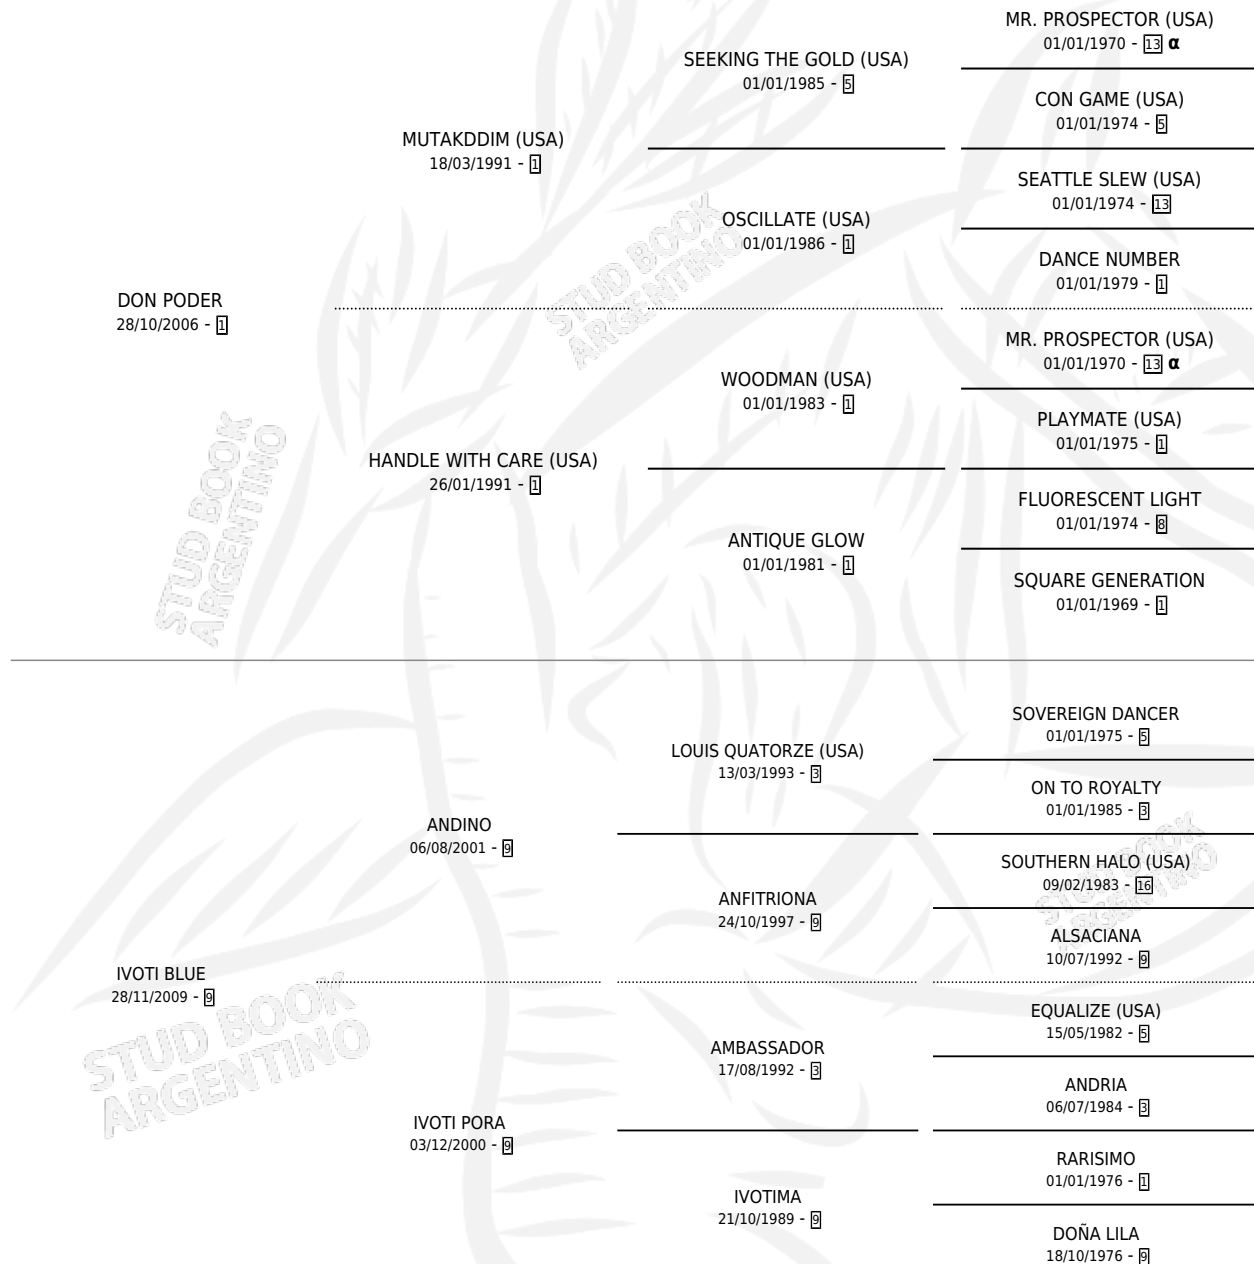 MR. PROSPECTOR (USA)
01/01/1970 - 13 α
SEEKING THE GOLD (USA)
01/01/1985 - 5
CON GAME (USA)
01/01/1974 - 5
MUTAKDDIM (USA)
18/03/1991 - 1
SEATTLE SLEW (USA)
01/01/1974 - 13
OSCILLATE (USA)
01/01/1986 - 1
DANCE NUMBER
01/01/1979 - 1
DON PODER
28/10/2006 - 1
MR. PROSPECTOR (USA)
01/01/1970 - 13 α
WOODMAN (USA)
01/01/1983 - 1
PLAYMATE (USA)
01/01/1975 - 1
HANDLE WITH CARE (USA)
26/01/1991 - 1
FLUORESCENT LIGHT
01/01/1974 - 8
ANTIQUE GLOW
01/01/1981 - 1
SQUARE GENERATION
01/01/1969 - 1
SOVEREIGN DANCER
01/01/1975 - 5
LOUIS QUATORZE (USA)
13/03/1993 - 3
ON TO ROYALTY
01/01/1985 - 3
ANDINO
06/08/2001 - 9
SOUTHERN HALO (USA)
09/02/1983 - 16
ANFITRIONA
24/10/1997 - 9
ALSACIANA
10/07/1992 - 9
IVOTI BLUE
28/11/2009 - 9
EQUALIZE (USA)
15/05/1982 - 5
AMBASSADOR
17/08/1992 - 3
ANDRIA
06/07/1984 - 3
IVOTI PORA
03/12/2000 - 9
RARISIMO
01/01/1976 - 1
IVOTIMA
21/10/1989 - 9
DOÑA LILA
18/10/1976 - 9
STUD BOOK
ARGENTINO
STUD BOOK
ARGENTINO
STUD BOOK
ARGENTINO
STUD BOOK
ARGENTINO